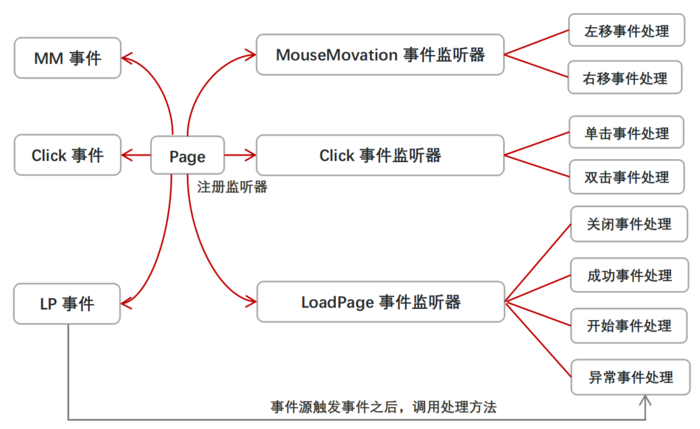 MM 事件
Click 事件
LP 事件
Page
注册监听器
MouseMovation 事件监听器
Click 事件监听器
LoadPage 事件监听器
左移事件处理
右移事件处理
单击事件处理
双击事件处理
关闭事件处理
成功事件处理
开始事件处理
异常事件处理
事件源触发事件之后，调用处理方法